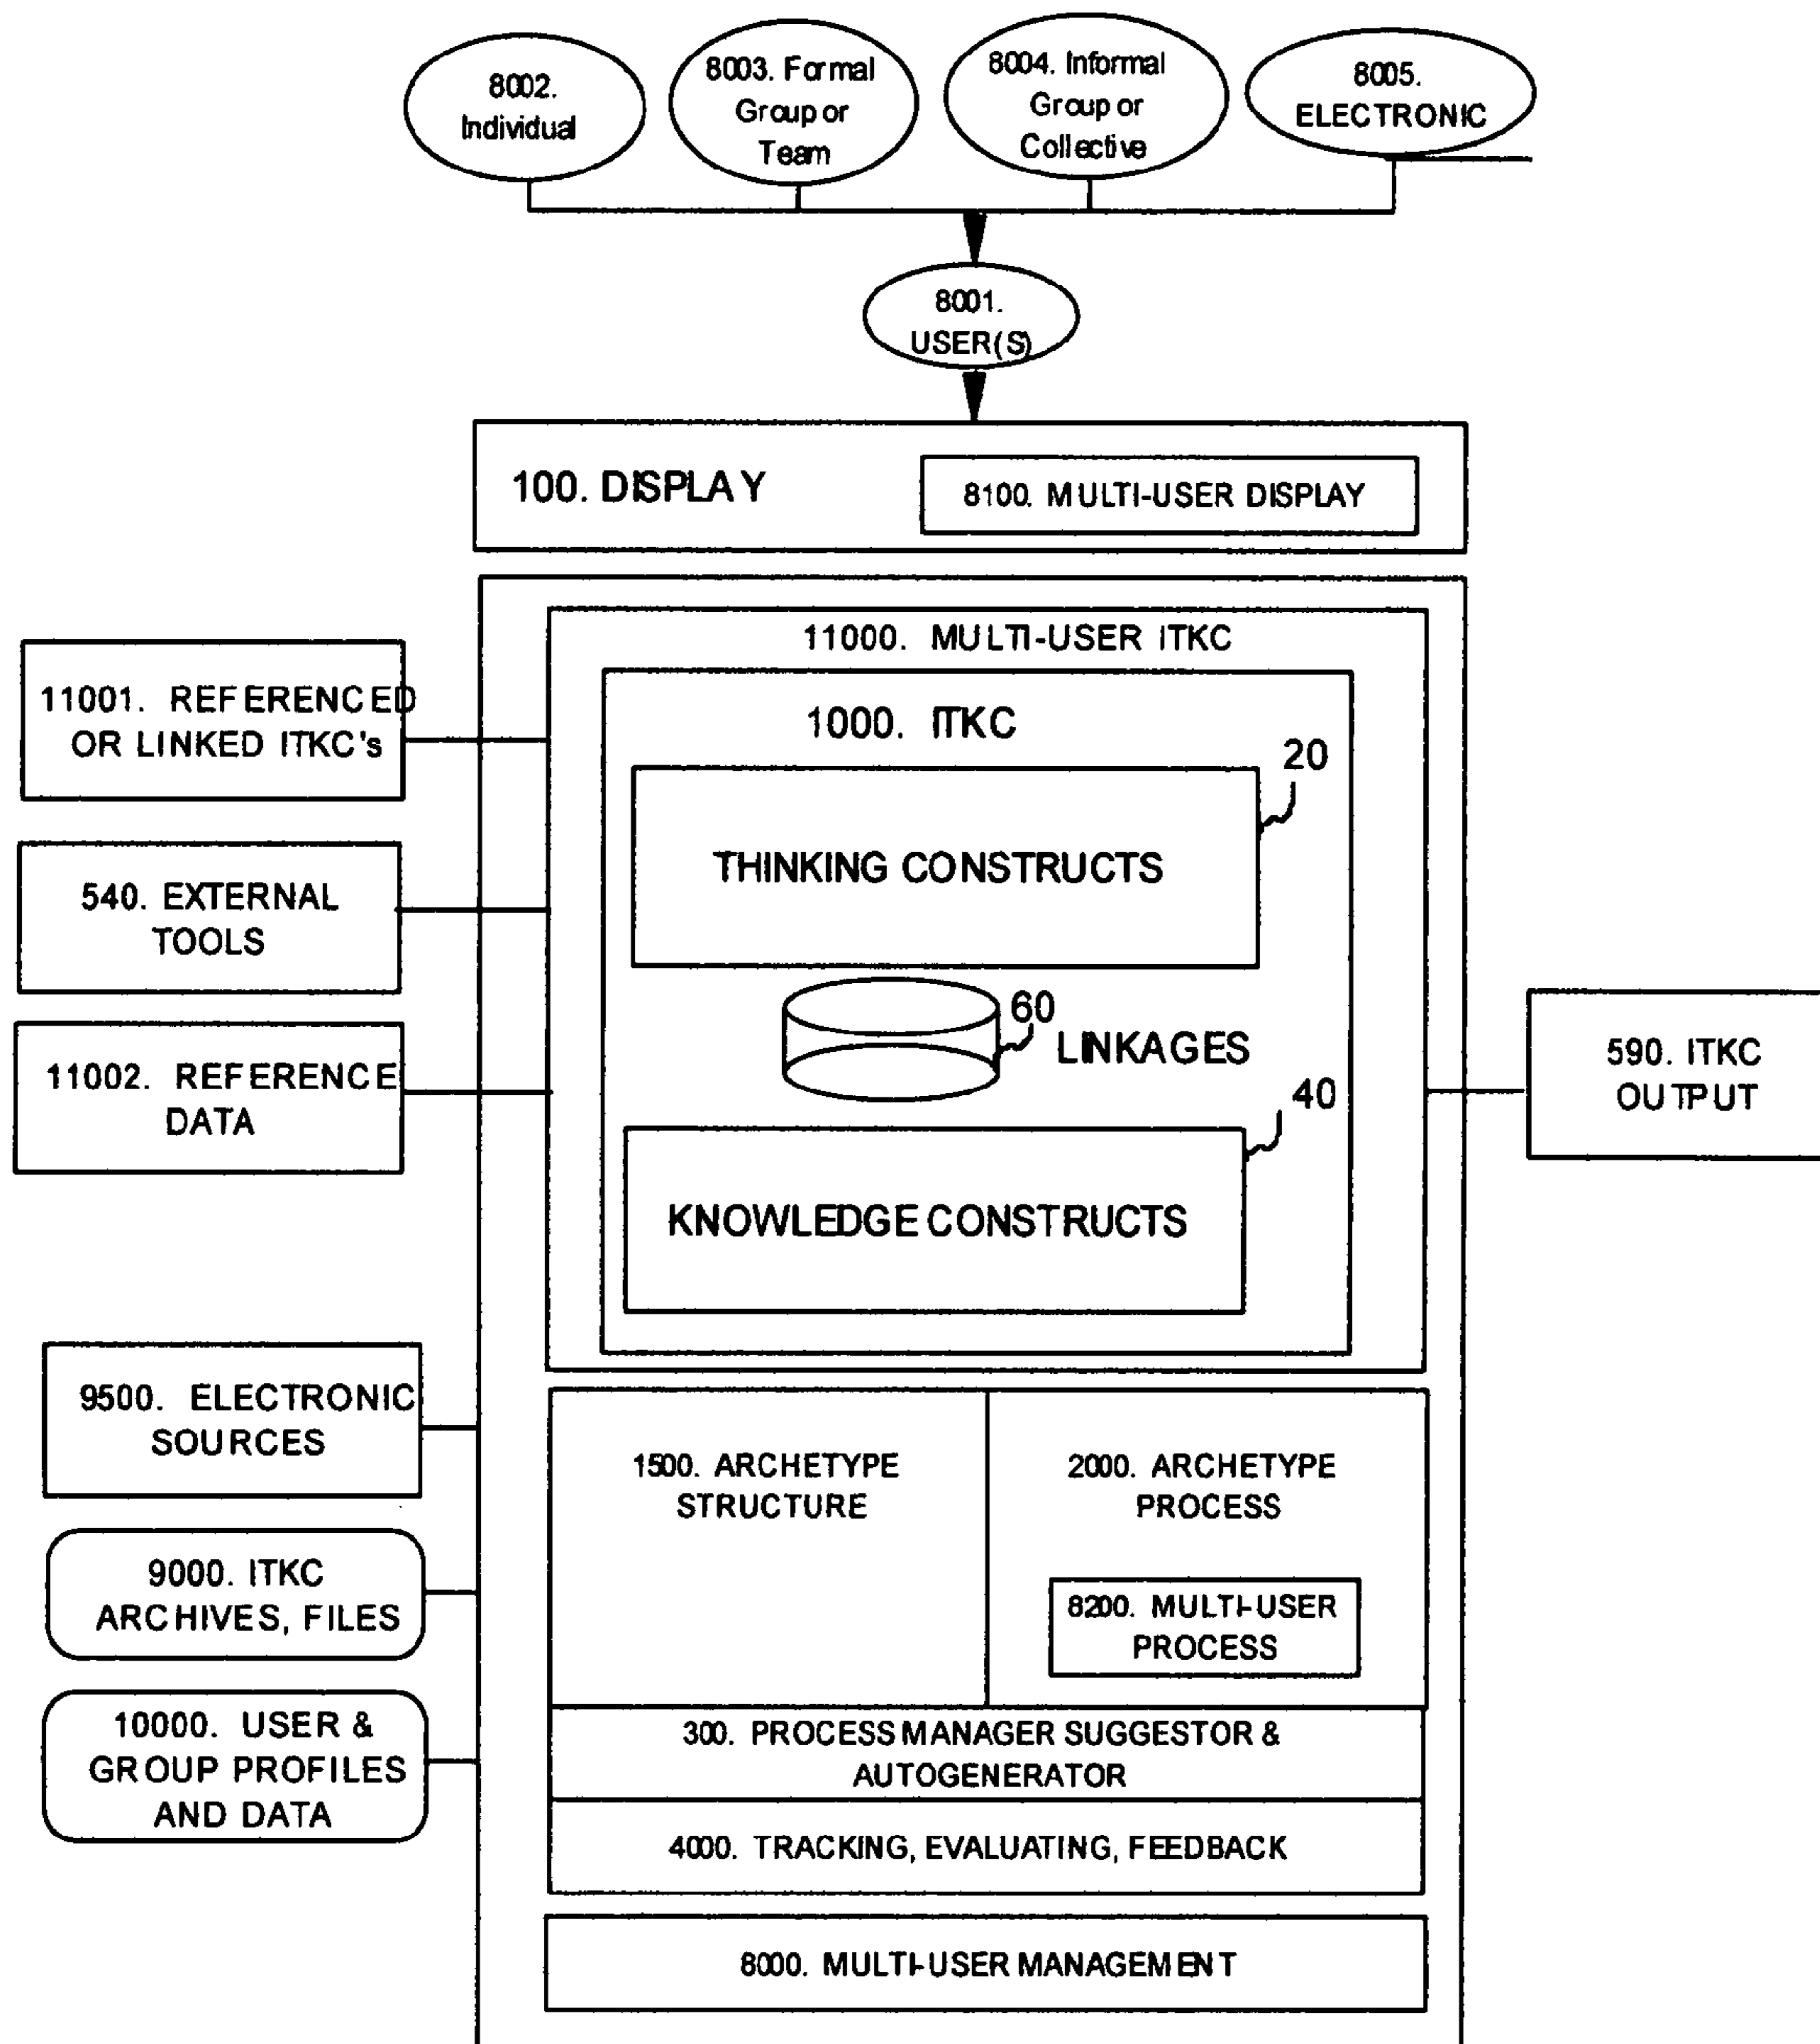 8002.
Individual
8003. Formal
Group or
Team
8004. Informal
Group or
Collective
8005.
ELECTRONIC
8001.
USER(S)
100. DISPLAY
8100. MULTI-USER DISPLAY
11000. MULTI-USER ITKC
11001. REFERENCED
OR LINKED ITKC's
1000. ITKC
20
THINKING CONSTRUCTS
540. EXTERNAL
TOOLS
60
LINKAGES
11002. REFERENCE
DATA
590. ITKC
OUTPUT
40
KNOWLEDGE CONSTRUCTS
9500. ELECTRONIC
SOURCES
1500. ARCHETYPE
STRUCTURE
2000. ARCHETYPE
PROCESS
9000. ITKC
ARCHIVES, FILES
8200. MULTI-USER
PROCESS
10000. USER &
GROUP PROFILES
AND DATA
300. PROCESS MANAGER SUGGESTOR &
AUTOGENERATOR
4000. TRACKING, EVALUATING, FEEDBACK
8000. MULTI-USER MANAGEMENT